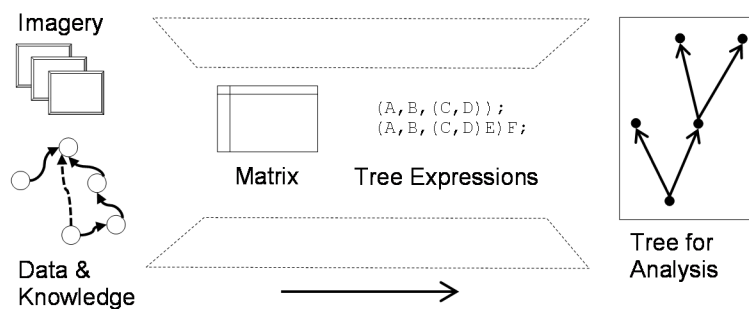 Imagery
(A,B,(C,D));
(A,B,(C,D)E)F;
Matrix
Tree Expressions
Data &
Knowledge
Tree for
Analysis